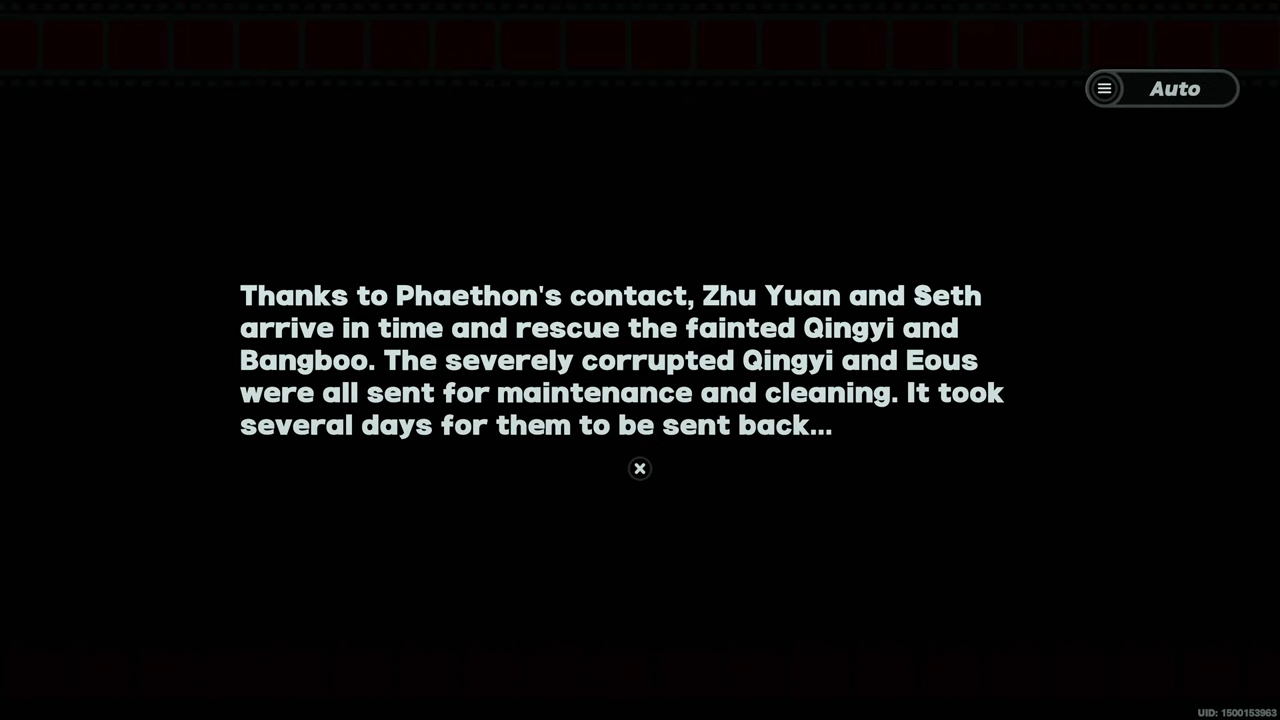 Auto
Thanks to Phaethon's contact, Zhu Yuan and Seth
arrive in time and rescue the fainted Qingyi and
Bangboo. The severely corrupted Qingyi and Eous
were all sent for maintenance and cleaning. It took
several days for them to be sent back...
UID: 1500153963